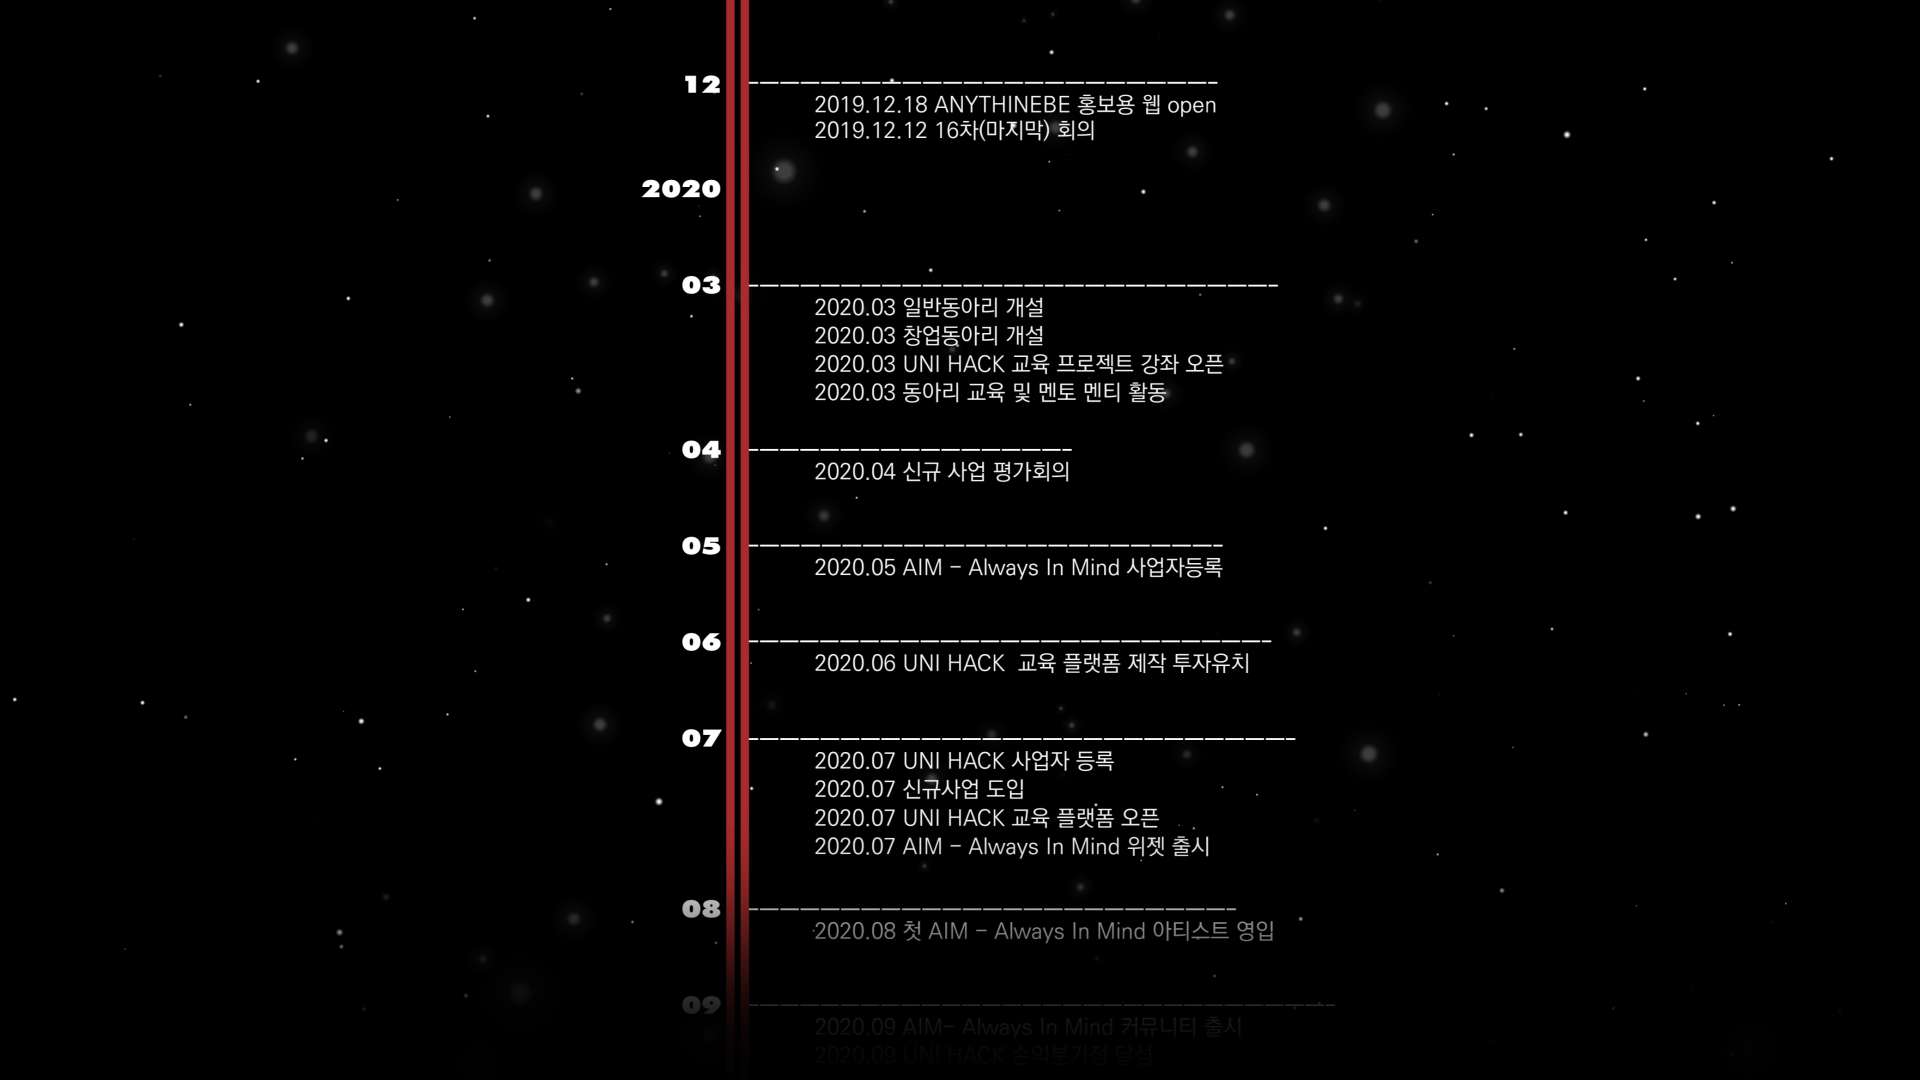 12
2019.12.18 ANYTHINEBE 홍보용 웹 open
2019.12.12 16차(마지막) 회의
2020
03
2020.03 일반동아리 개설
2020.03 창업동아리 개설
2020.03 UNI HACK 교육 프로젝트 강좌 오픈
2020.03 동아리 교육 및 멘토 멘티 활동
04
2020.04 신규 사업 평가회의
05
2020.05 AIM - Always In Mind 사업자등록
06
2020.06 UNI HACK 교육 플랫폼 제작 투자유치
07
2020.07 UNI HACK 사업자 등록
2020.07 신규사업 도입
2020.07 UNI HACK 교육 플랫폼 오픈
2020.07 AIM - Always In Mind 위젯 출시
08
2020.08 첫 AIM - Always In Mind 아티스트 영입
09
2020.09 AIM- Always In Mind 커뮤니티 출시
2020.09 UNI HACK 손익분기점 달성